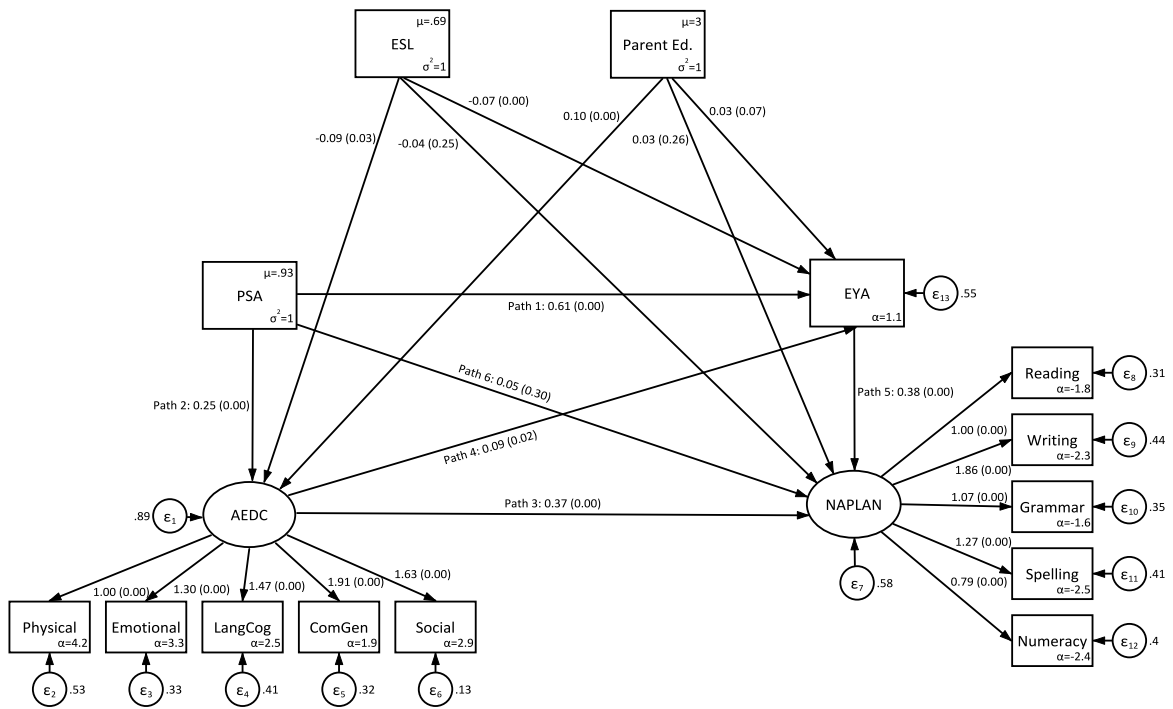 μ=.69
ESL
σ²=1
μ=3
Parent Ed.
σ²=1
-0.07 (0.00)
0.03 (0.07)
0.10 (0.00)
-0.09 (0.03)
-0.04 (0.25)
0.03 (0.26)
μ=.93
PSA
σ²=1
EYA
α=1.1
ε₁₃ .55
Path 1: 0.61 (0.00)
Path 6: 0.05 (0.30)
Path 2: 0.25 (0.00)
Path 5: 0.38 (0.00)
Path 4: 0.09 (0.02)
Path 3: 0.37 (0.00)
Reading
α=-1.8
ε₈ .31
1.00 (0.00)
Writing
α=-2.3
ε₉ .44
1.86 (0.00)
Grammar
α=-1.6
ε₁₀ .35
1.07 (0.00)
Spelling
α=-2.5
ε₁₁ .41
1.27 (0.00)
Numeracy
α=-2.4
ε₁₂ .4
0.79 (0.00)
.89 ε₁
AEDC
NAPLAN
ε₇ .58
1.00 (0.00)
1.30 (0.00)
1.47 (0.00)
1.91 (0.00)
1.63 (0.00)
Physical
α=4.2
Emotional
α=3.3
LangCog
α=2.5
ComGen
α=1.9
Social
α=2.9
ε₂ .53
ε₃ .33
ε₄ .41
ε₅ .32
ε₆ .13